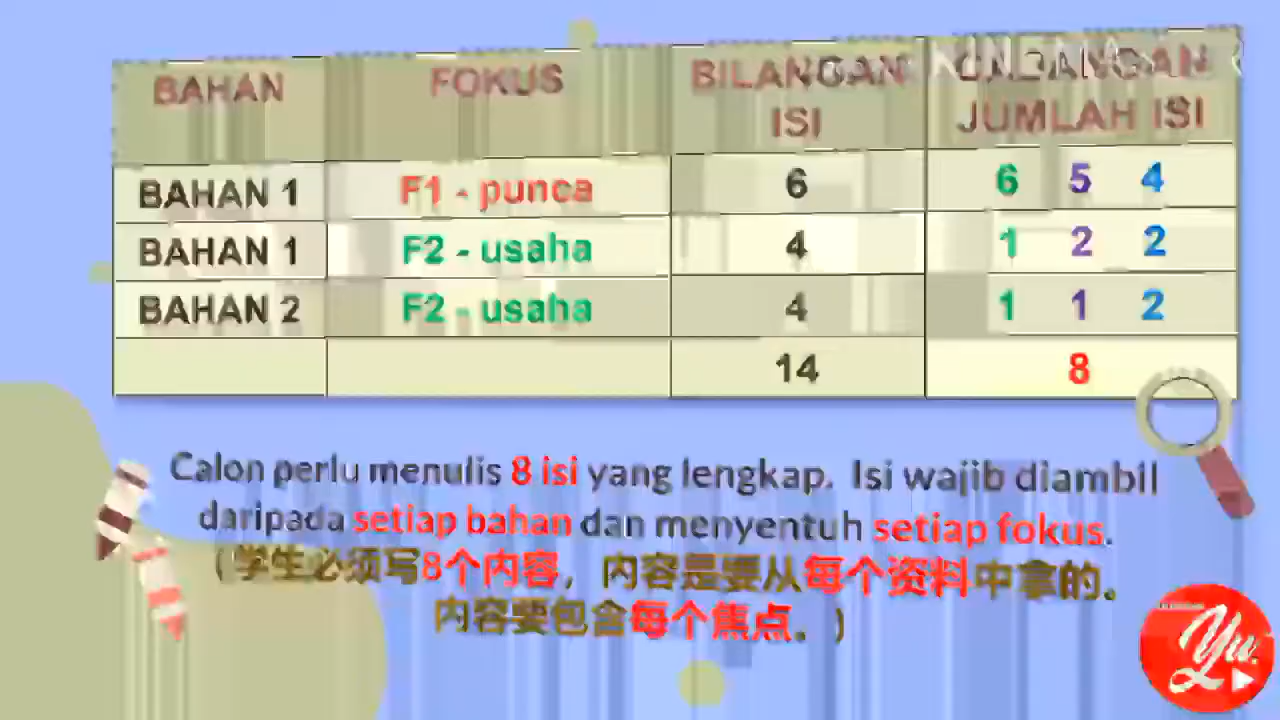 BAHAN FOKUS BILANGAN ISI CADANGAN JUMLAH ISI
BAHAN 1 F1 - punca 6 6 5 4
BAHAN 1 F2 - usaha 4 1 2 2
BAHAN 2 F2 - usaha 4 1 1 2
14 8
Calon perlu menulis 8 isi yang lengkap. Isi wajib diambil
daripada setiap bahan dan menyentuh setiap fokus.
(学生必须写8个内容，内容是要从每个资料中拿的。
内容要包含每个焦点。)
Yu